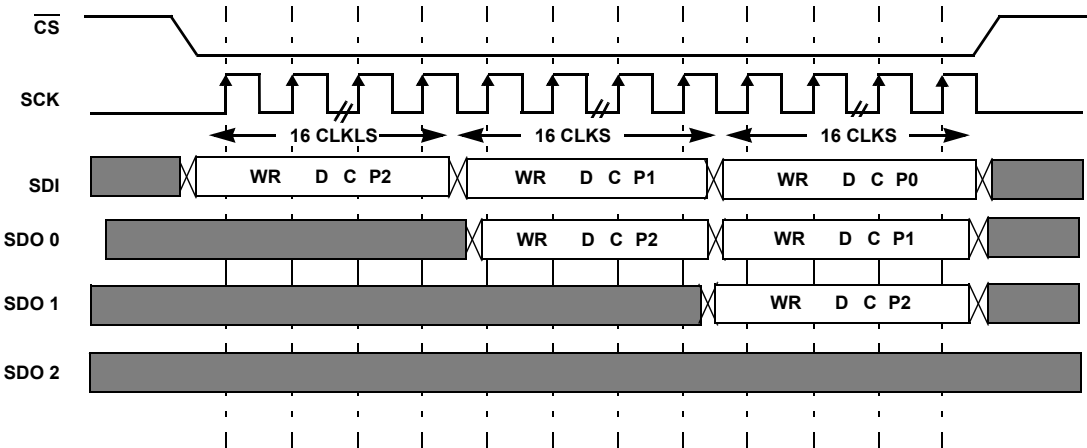 CS
SCK
16 CLKLS 16 CLKS 16 CLKS
SDI WR D C P2 WR D C P1 WR D C P0
SDO 0 WR D C P2 WR D C P1
SDO 1 WR D C P2
SDO 2